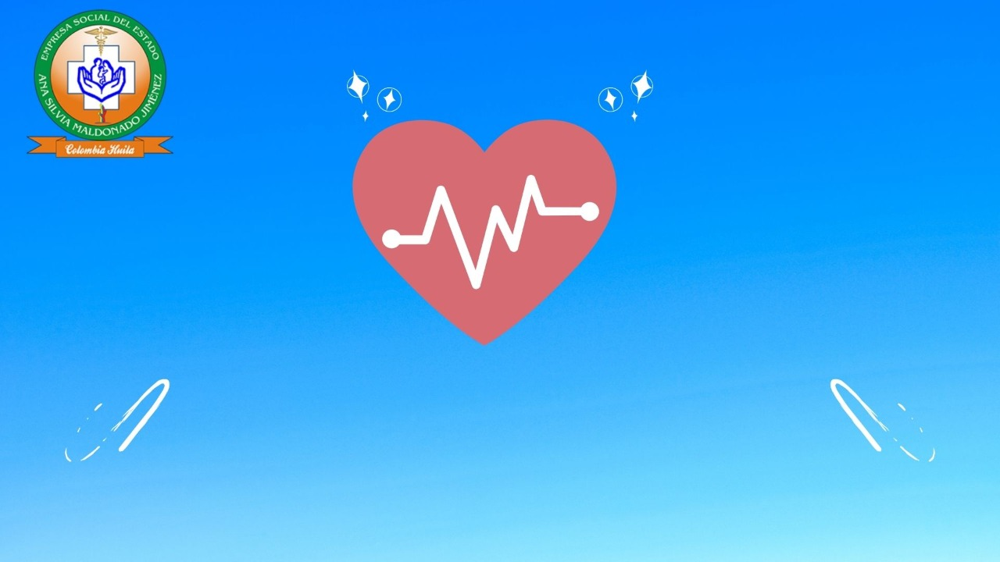 EMPRESA SOCIAL DEL ESTADO
ANA SILVIA MALDONADO JIMÉNEZ
Colombia Huila